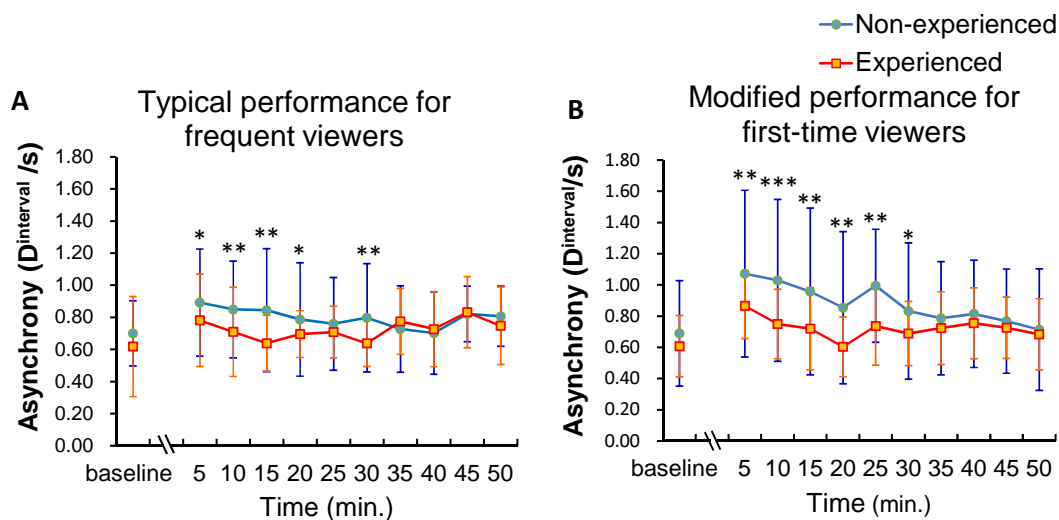 Non-experienced
Experienced
A
Typical performance for
frequent viewers
Asynchrony (D^interval/s)
1.80
1.60
1.40
1.20
1.00
0.80
0.60
0.40
0.20
0.00
* ** ** * **
baseline 5 10 15 20 25 30 35 40 45 50
Time (min.)
B
Modified performance for
first-time viewers
Asynchrony (D^interval/s)
1.80
1.60
1.40
1.20
1.00
0.80
0.60
0.40
0.20
0.00
** *** ** ** ** *
baseline 5 10 15 20 25 30 35 40 45 50
Time (min.)